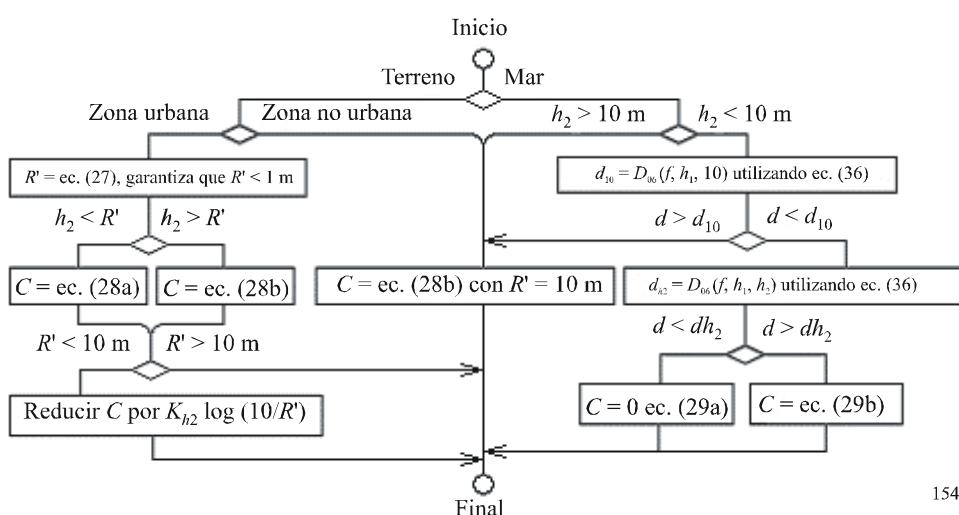 Inicio
Terreno Mar
Zona urbana Zona no urbana h₂ > 10 m h₂ < 10 m
R' = ec. (27), garantiza que R' < 1 m
d₁₀ = D₀₆ (f, h₁, 10) utilizando ec. (36)
h₂ < R' h₂ > R'
d > d₁₀ d < d₁₀
C = ec. (28a) C = ec. (28b) C = ec. (28b) con R' = 10 m d_h2 = D₀₆ (f, h₁, h₂) utilizando ec. (36)
R' < 10 m R' > 10 m
d < dh₂ d > dh₂
Reducir C por K_h2 log (10/R')
C = 0 ec. (29a) C = ec. (29b)
Final
154